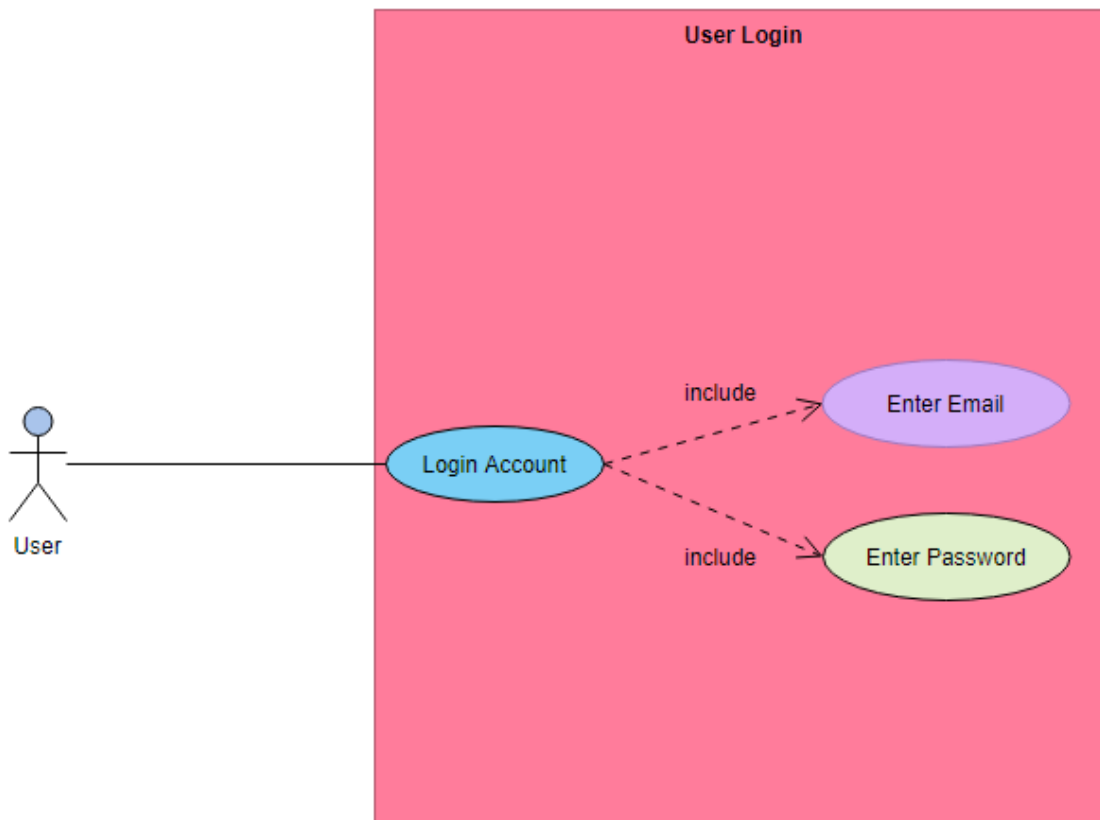 User Login
include
Enter Email
Login Account
User
include
Enter Password